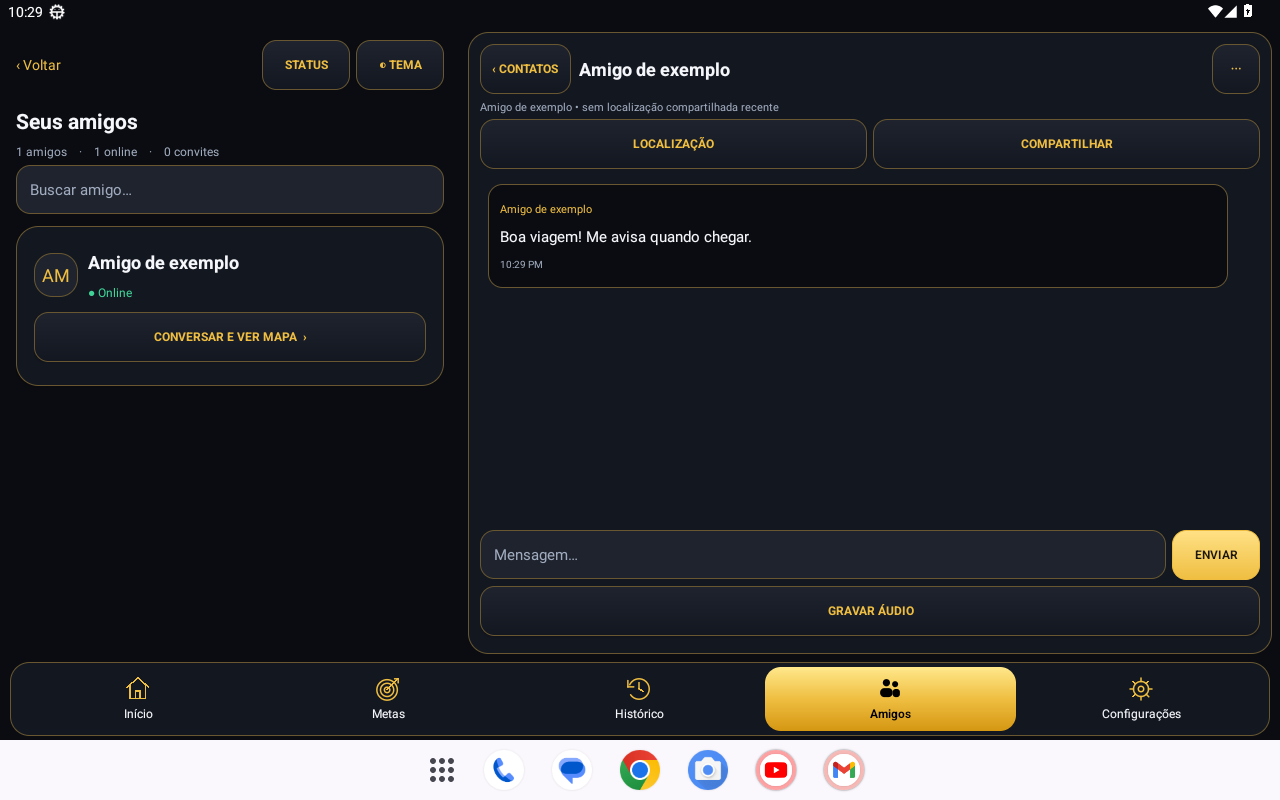 10:29
‹ Voltar
STATUS
TEMA
Seus amigos
1 amigos · 1 online · 0 convites
Buscar amigo...
AM
Amigo de exemplo
● Online
CONVERSAR E VER MAPA ›
‹ CONTATOS
Amigo de exemplo
...
Amigo de exemplo • sem localização compartilhada recente
LOCALIZAÇÃO
COMPARTILHAR
Amigo de exemplo
Boa viagem! Me avisa quando chegar.
10:29 PM
Mensagem...
ENVIAR
GRAVAR ÁUDIO
Início
Metas
Histórico
Amigos
Configurações